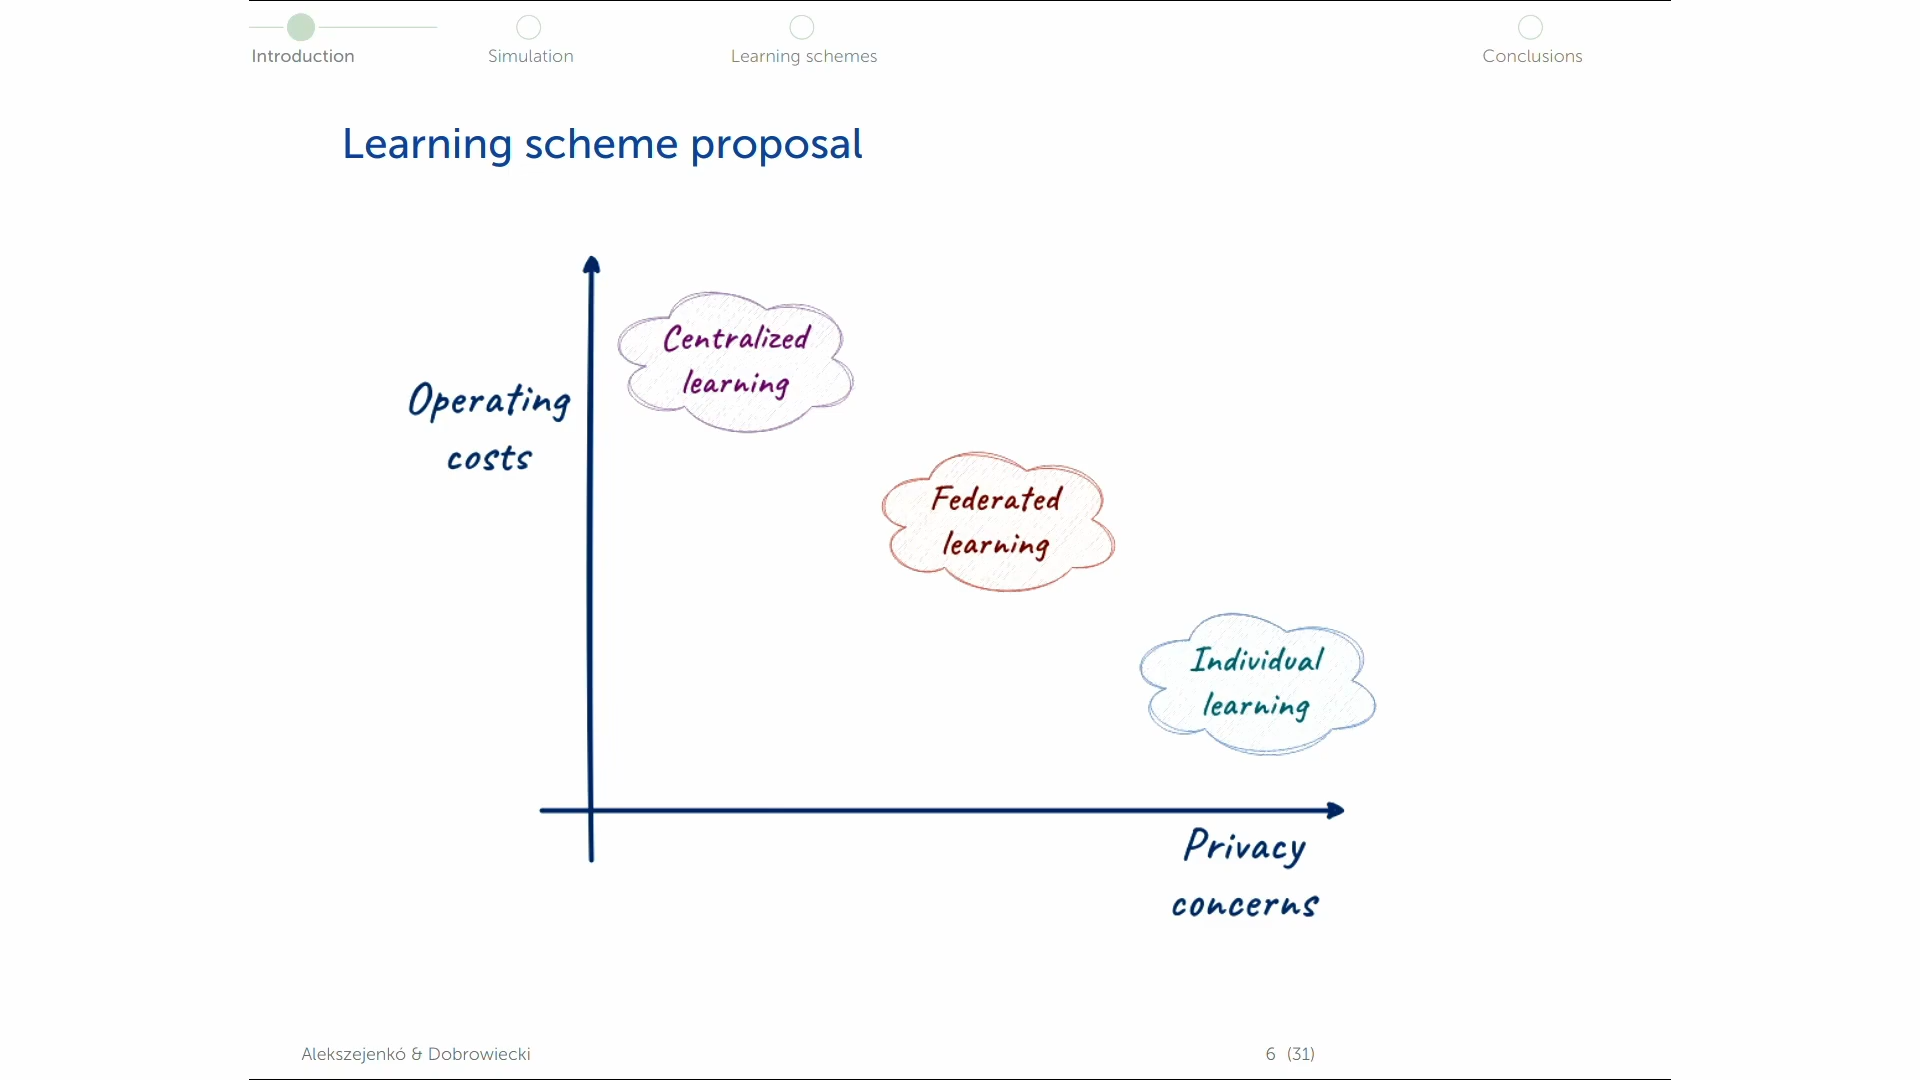 Introduction
Simulation
Learning schemes
Conclusions
Learning scheme proposal
Centralized
learning
Operating
costs
Federated
learning
Individual
learning
Privacy
concerns
Alekszejenkó & Dobrowiecki
6 (31)